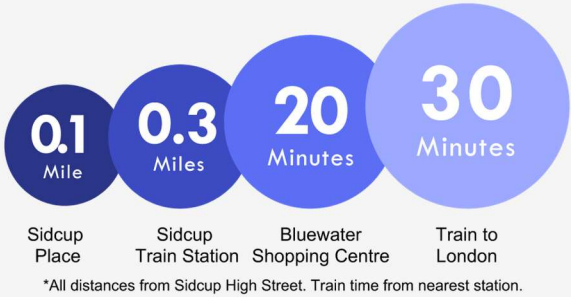 0.1
Mile
0.3
Miles
20
Minutes
30
Minutes
Sidcup
Place
Sidcup
Train Station
Bluewater
Shopping Centre
Train to
London
*All distances from Sidcup High Street. Train time from nearest station.